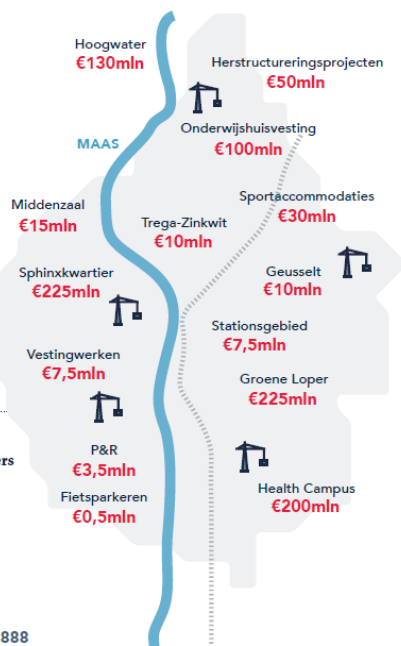 Hoogwater
€130mln
Herstructureringsprojecten
€50mln
Onderwijshuisvesting
€100mln
MAAS
Sportaccommodaties
€30mln
Middenzaal
€15mln
Trega-Zinkwit
€10mln
Sphinxkwartier
€225mln
Geusselt
€10mln
Stationsgebied
€7,5mln
Vestingwerken
€7,5mln
Groene Loper
€225mln
P&R
€3,5mln
ers
Fietsparkeren
€0,5mln
Health Campus
€200mln
888